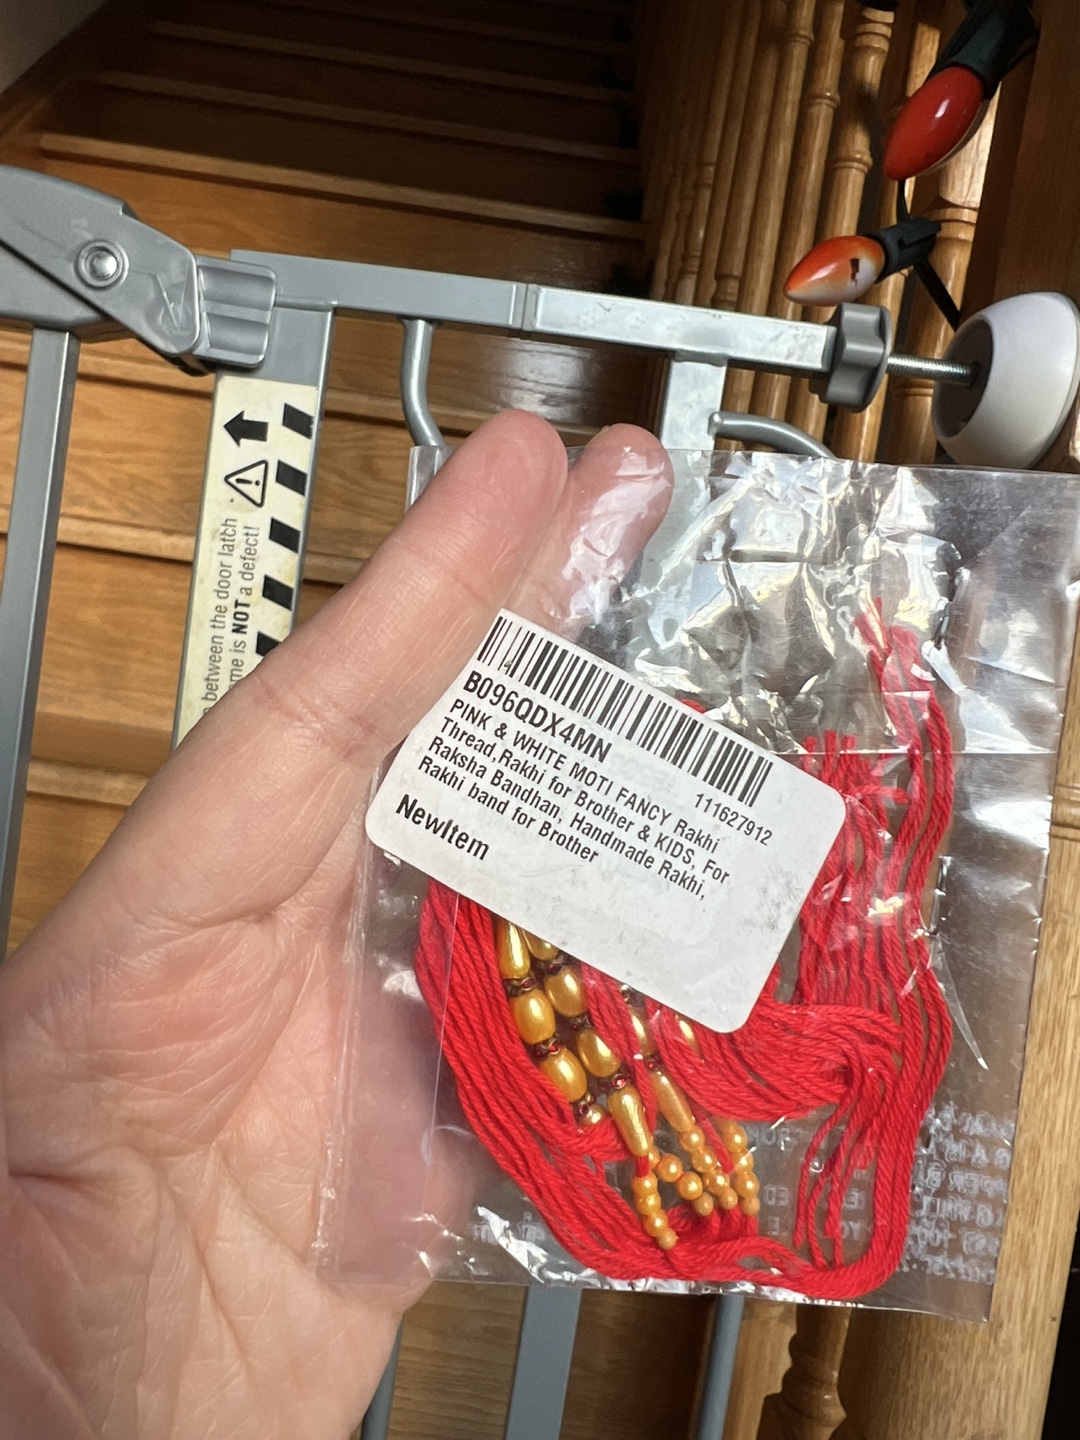 between the door latch
me is NOT a defect!
B096QDX4MN
111627912
PINK & WHITE MOTI FANCY Rakhi
Thread,Rakhi for Brother & KIDS, For
Raksha Bandhan, Handmade Rakhi,
Rakhi band for Brother
NewItem